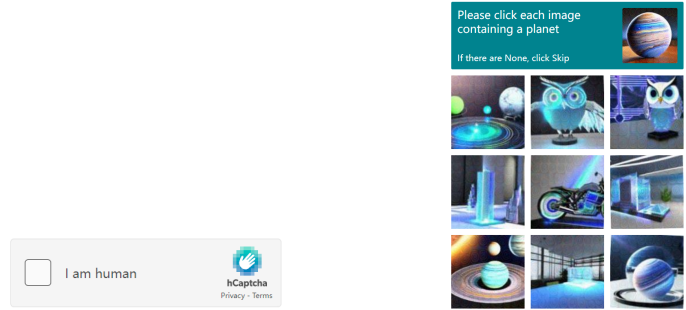 Please click each image
containing a planet
If there are None, click Skip
I am human
hCaptcha
Privacy - Terms